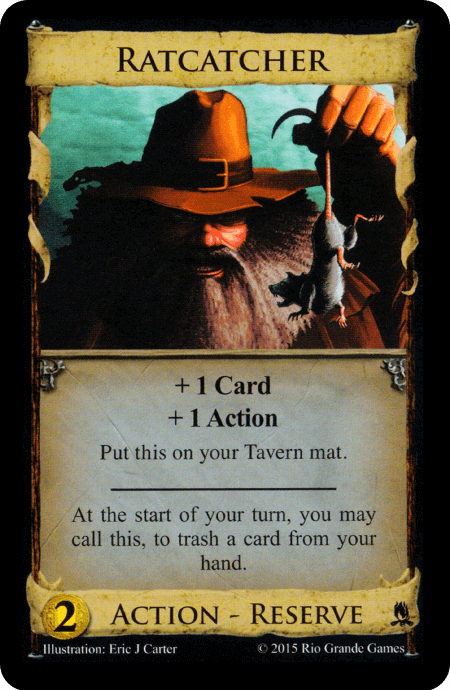 RATCATCHER
+ 1 Card
+ 1 Action
Put this on your Tavern mat.
At the start of your turn, you may
call this, to trash a card from your
hand.
2 ACTION - RESERVE
Illustration: Eric J Carter © 2015 Rio Grande Games